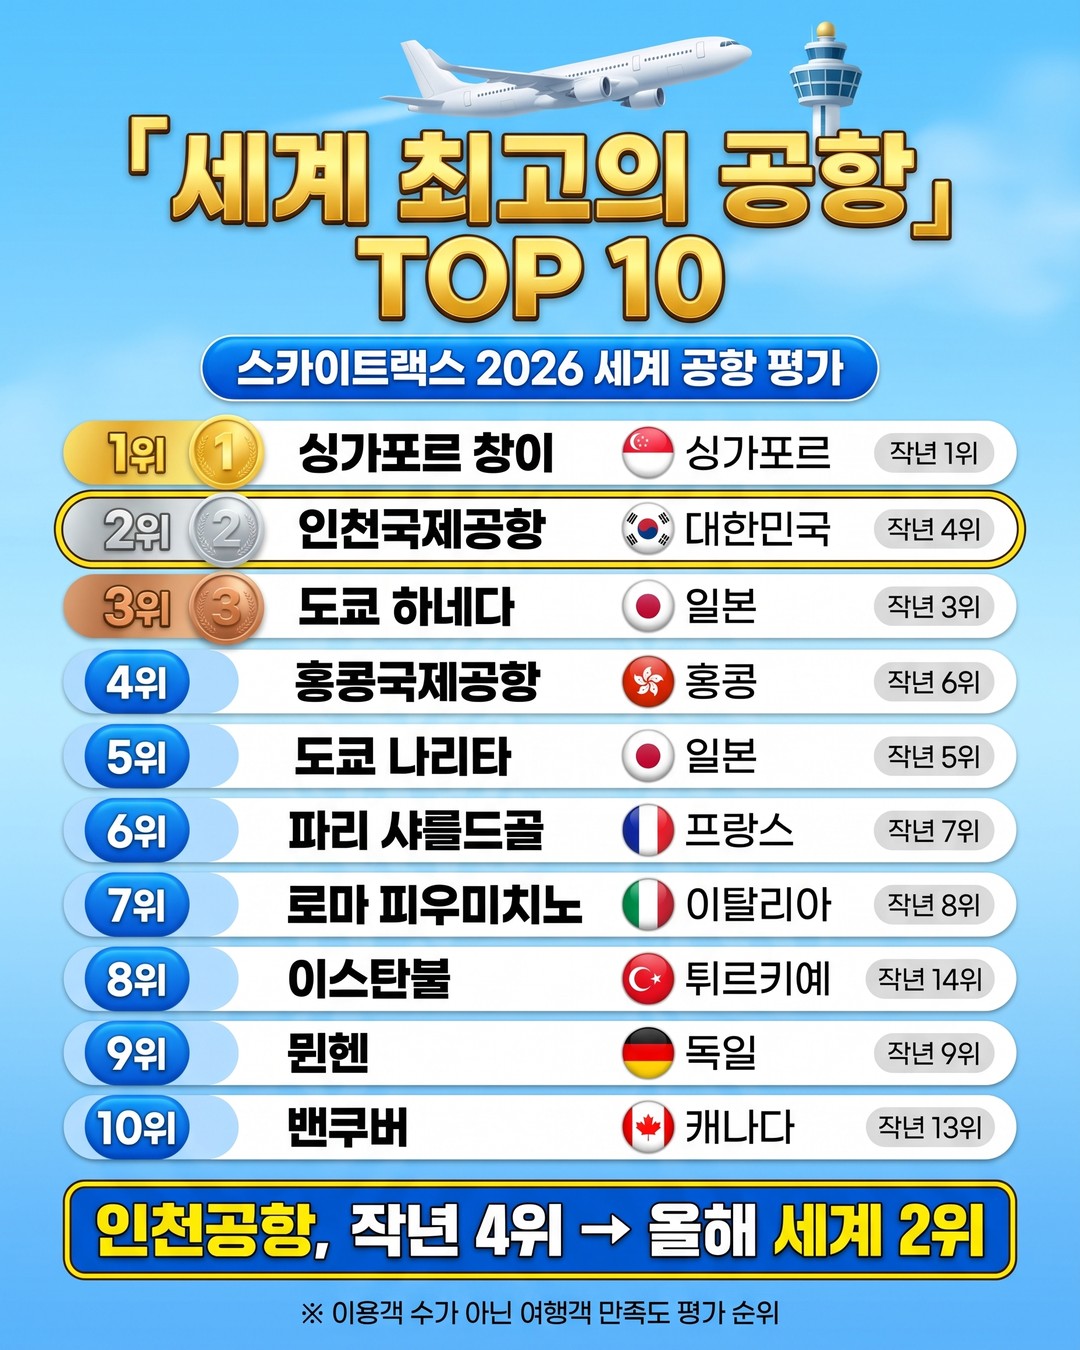 「세계 최고의 공항」
TOP 10
스카이트랙스 2026 세계 공항 평가
1위 1 싱가포르 창이 싱가포르 작년 1위
2위 2 인천국제공항 대한민국 작년 4위
3위 3 도쿄 하네다 일본 작년 3위
4위 홍콩국제공항 홍콩 작년 6위
5위 도쿄 나리타 일본 작년 5위
6위 파리 샤를드골 프랑스 작년 7위
7위 로마 피우미치노 이탈리아 작년 8위
8위 이스탄불 튀르키예 작년 14위
9위 뮌헨 독일 작년 9위
10위 밴쿠버 캐나다 작년 13위
인천공항, 작년 4위 → 올해 세계 2위
※ 이용객 수가 아닌 여행객 만족도 평가 순위